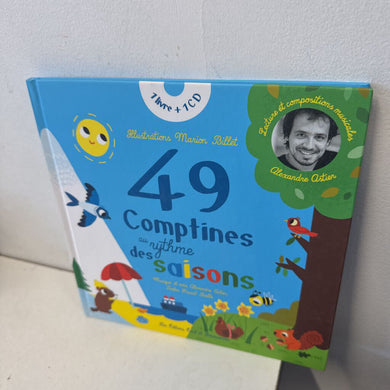 1 livre + 1 CD
Illustrations Marion Billet
Lecture et compositions musicales
Alexandre Astier
49
Comptines
au rythme
des saisons